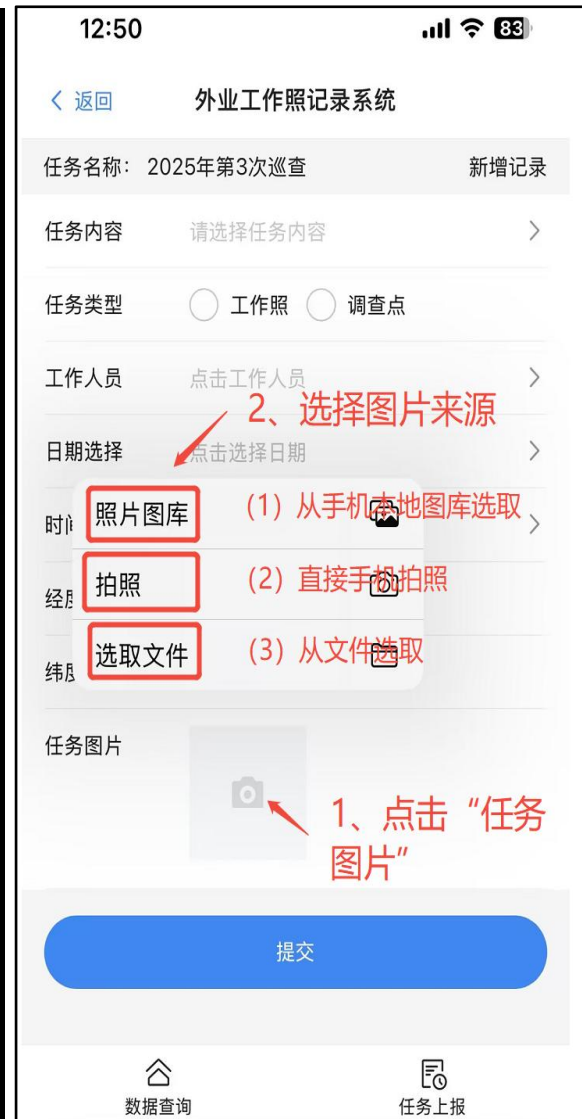 12:50
83
返回 外业工作照记录系统
任务名称: 2025年第3次巡查 新增记录
任务内容 请选择任务内容
任务类型 工作照 调查点
工作人员 点击工作人员
2、选择图片来源
日期选择 点击选择日期
照片图库 (1) 从手机本地图库选取
时间
拍照 (2) 直接手机拍照
经度
选取文件 (3) 从文件选取
纬度
任务图片
1、点击“任务
图片”
提交
数据查询 任务上报